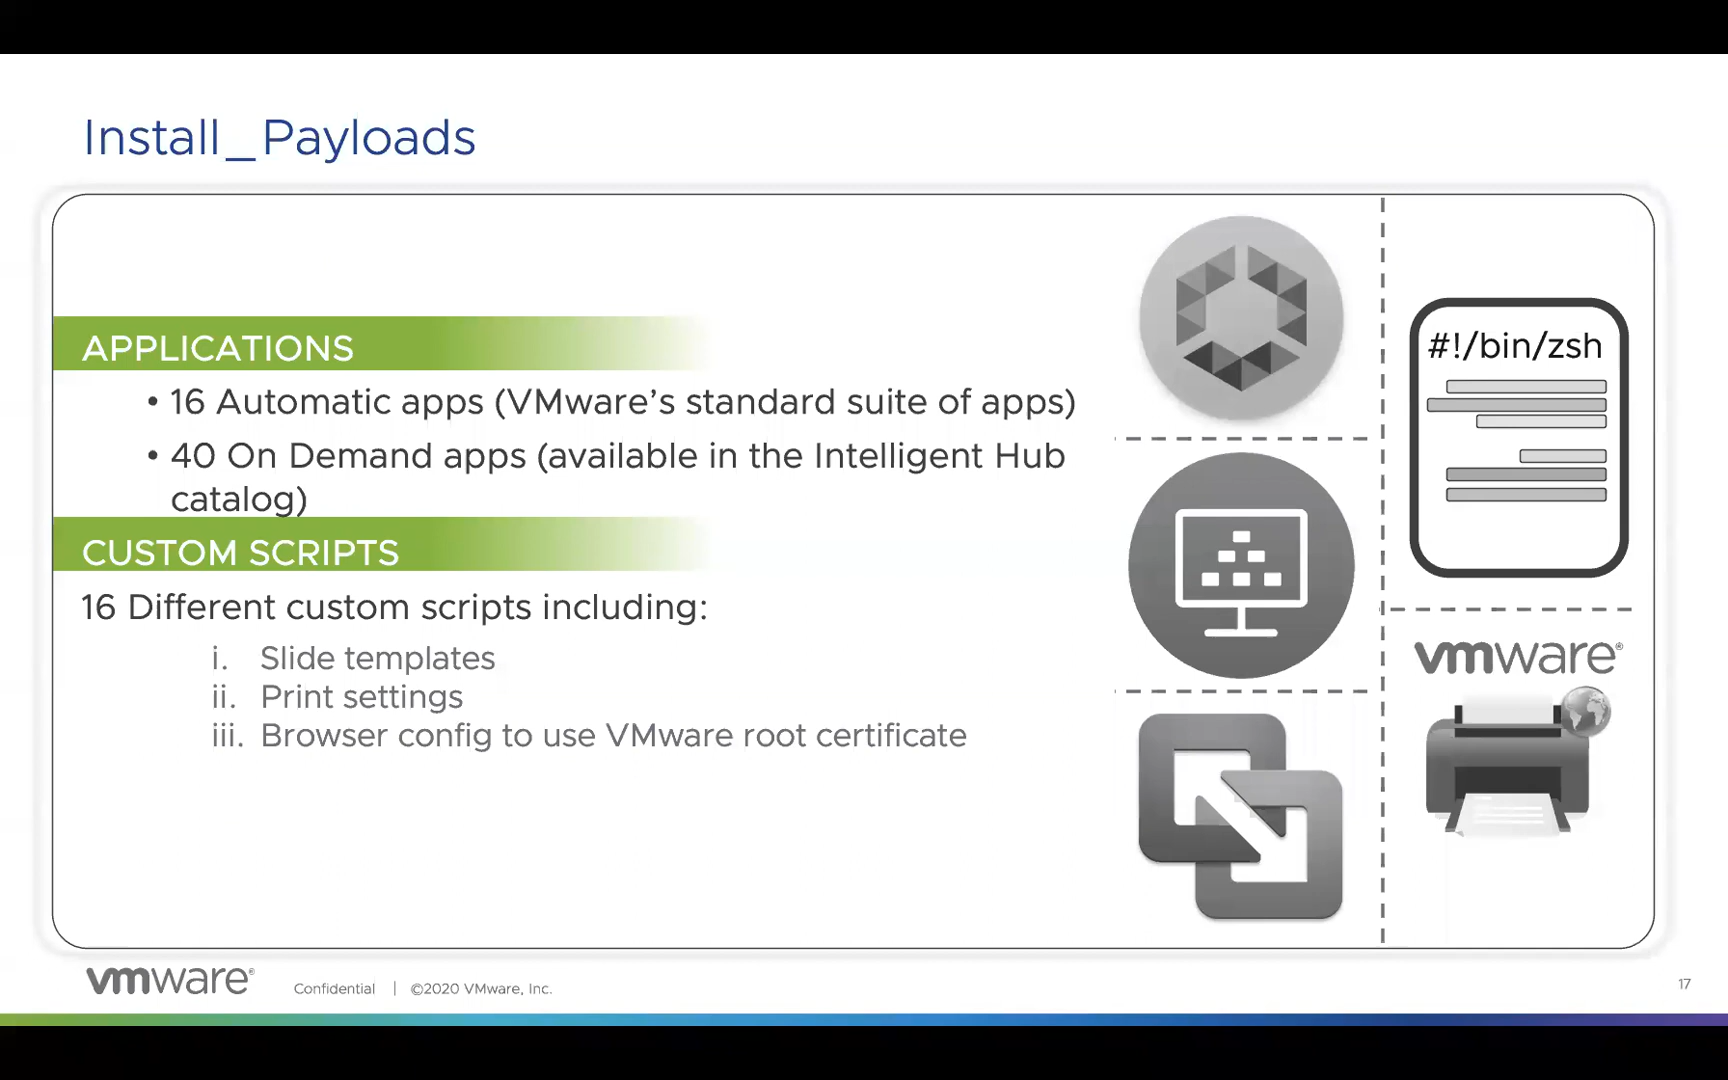 Install_Payloads
APPLICATIONS
• 16 Automatic apps (VMware’s standard suite of apps)
• 40 On Demand apps (available in the Intelligent Hub
catalog)
CUSTOM SCRIPTS
16 Different custom scripts including:
i. Slide templates
ii. Print settings
iii. Browser config to use VMware root certificate
#!/bin/zsh
vmware®
vmware®
Confidential | ©2020 VMware, Inc.
17